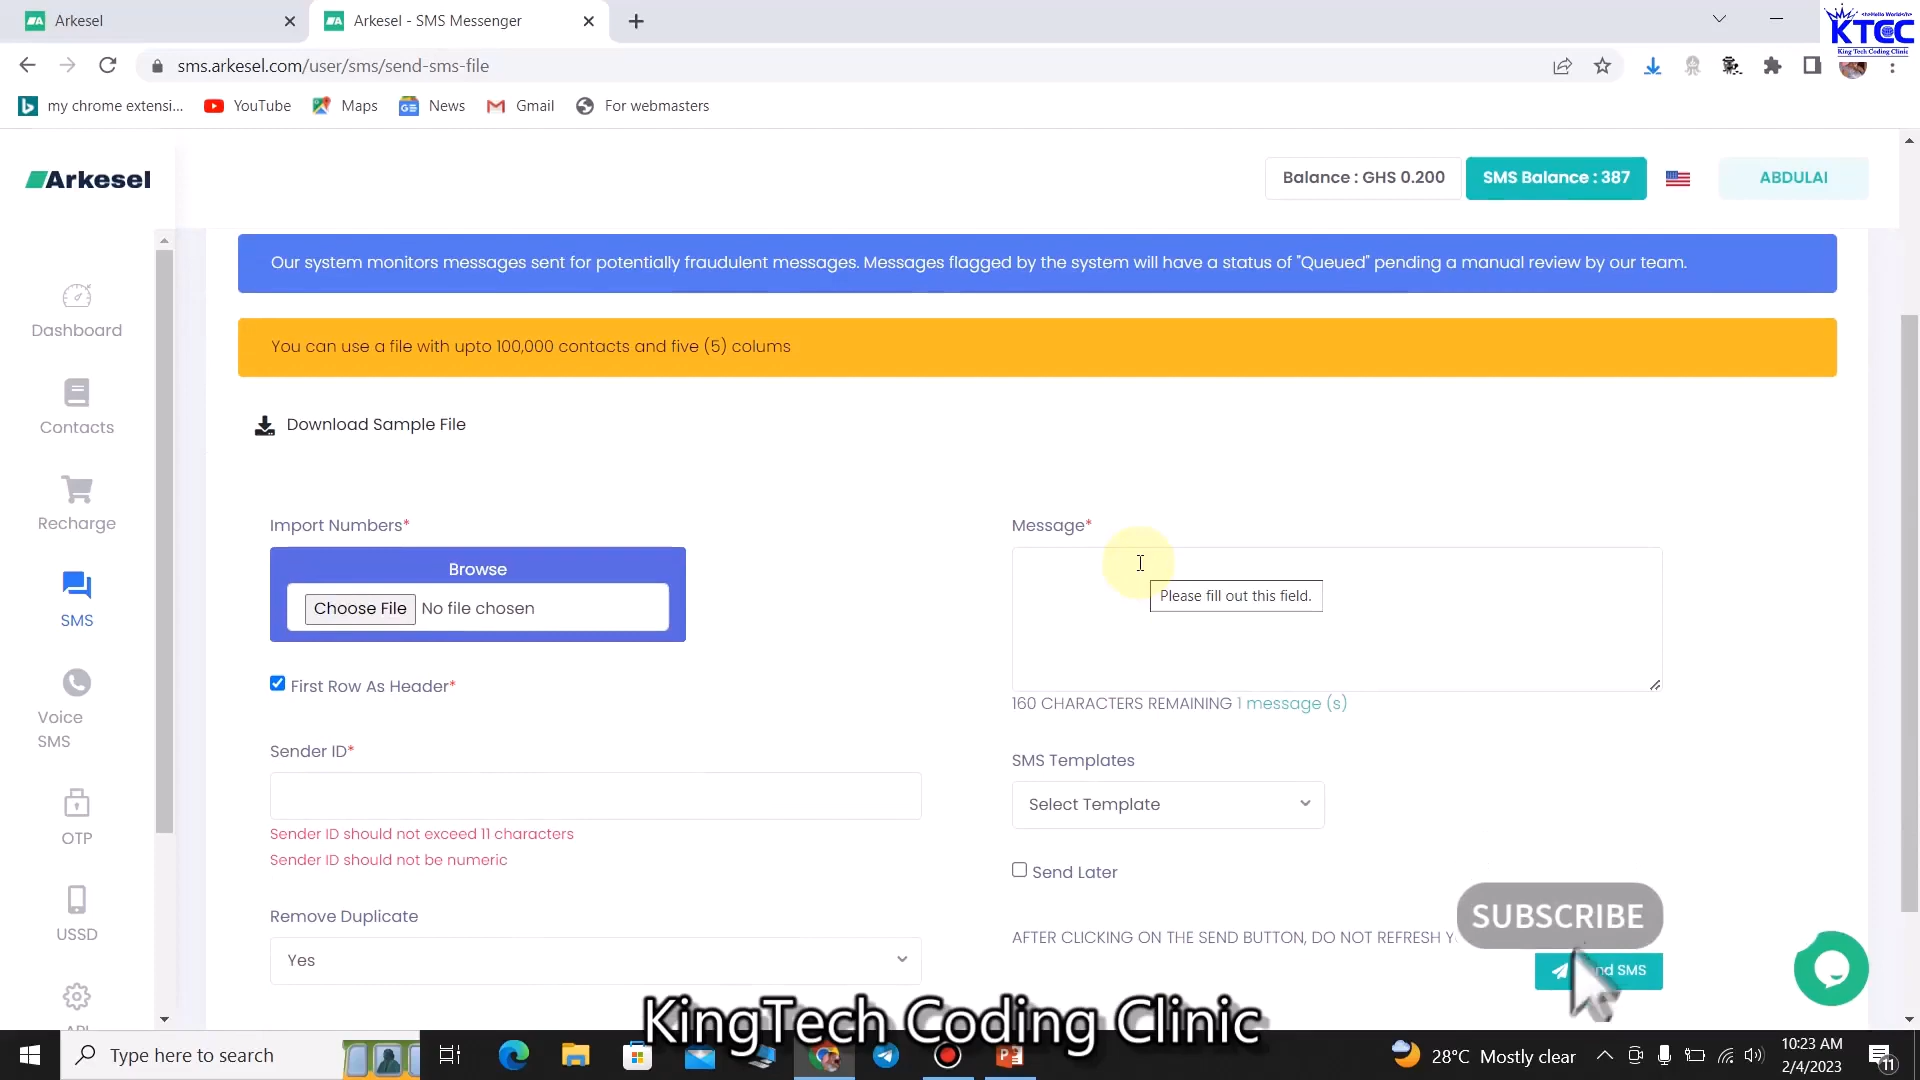 Arkesel
Arkesel - SMS Messenger
KTCC
King Tech Coding Clinic
sms.arkesel.com/user/sms/send-sms-file
my chrome extensi...
YouTube
Maps
News
Gmail
For webmasters
Arkesel
Balance : GHS 0.200
SMS Balance : 387
ABDULAI
Our system monitors messages sent for potentially fraudulent messages. Messages flagged by the system will have a status of "Queued" pending a manual review by our team.
You can use a file with upto 100,000 contacts and five (5) colums
Download Sample File
Dashboard
Contacts
Recharge
SMS
Voice
SMS
OTP
USSD
API
Import Numbers*
Browse
Choose File No file chosen
First Row As Header*
Sender ID*
Sender ID should not exceed 11 characters
Sender ID should not be numeric
Remove Duplicate
Yes
Message*
Please fill out this field.
160 CHARACTERS REMAINING 1 message (s)
SMS Templates
Select Template
Send Later
AFTER CLICKING ON THE SEND BUTTON, DO NOT REFRESH
SUBSCRIBE
SMS
KingTech Coding Clinic
Type here to search
28°C Mostly clear
10:23 AM
2/4/2023
11